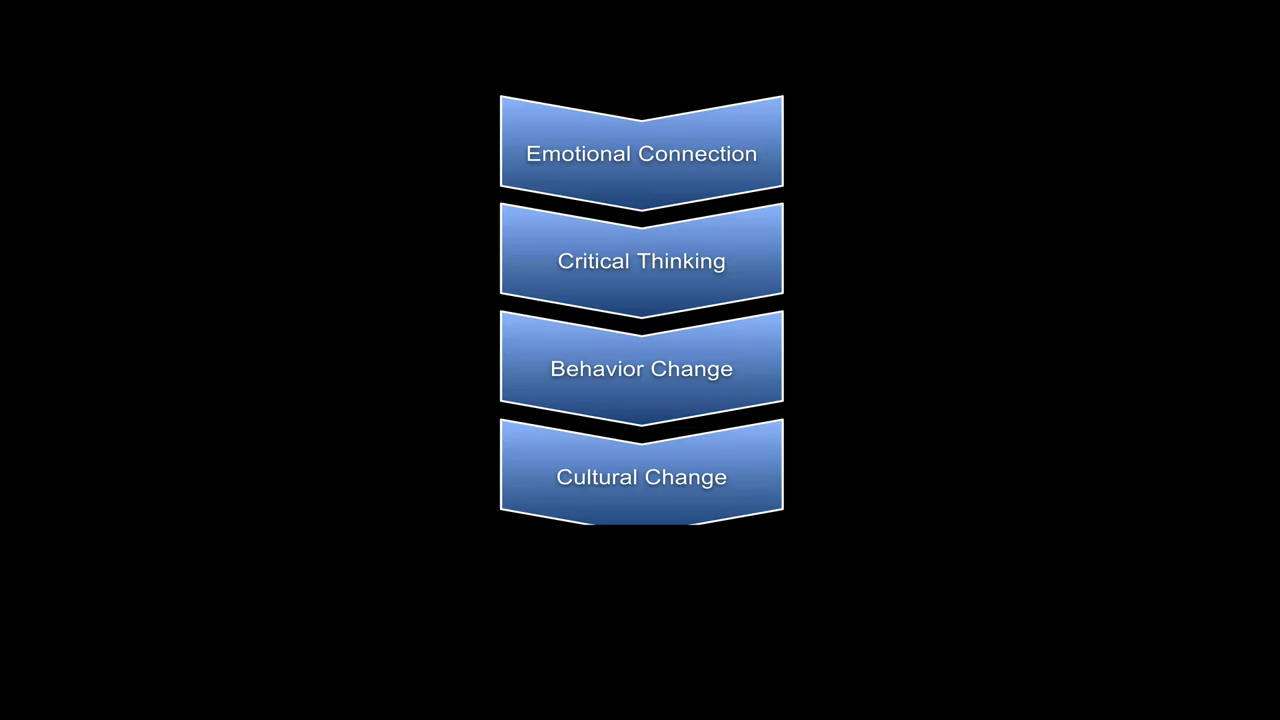 Emotional Connection
Critical Thinking
Behavior Change
Cultural Change